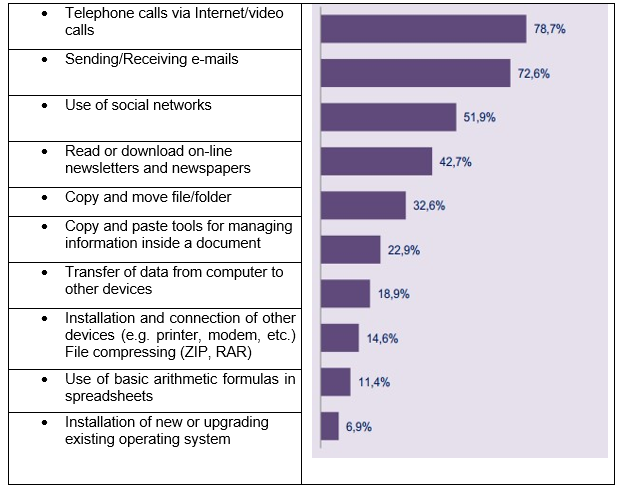 • Telephone calls via Internet/video
calls
78,7%
• Sending/Receiving e-mails
72,6%
• Use of social networks
51,9%
• Read or download on-line
newsletters and newspapers
42,7%
• Copy and move file/folder
32,6%
• Copy and paste tools for managing
information inside a document
22,9%
• Transfer of data from computer to
other devices
18,9%
• Installation and connection of other
devices (e.g. printer, modem, etc.)
File compressing (ZIP, RAR)
14,6%
• Use of basic arithmetic formulas in
spreadsheets
11,4%
• Installation of new or upgrading
existing operating system
6,9%